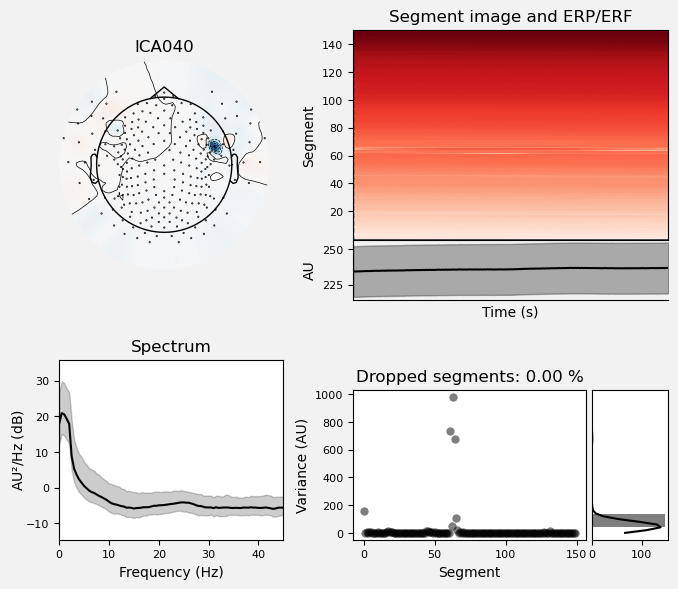 ICA040
Segment image and ERP/ERF
140
120
100
80
60
40
20
Segment
250
225
AU
Time (s)
Spectrum
30
20
10
0
−10
AU²/Hz (dB)
0
10
20
30
40
Frequency (Hz)
Dropped segments: 0.00 %
1000
800
600
400
200
0
Variance (AU)
0
50
100
150
Segment
0
100